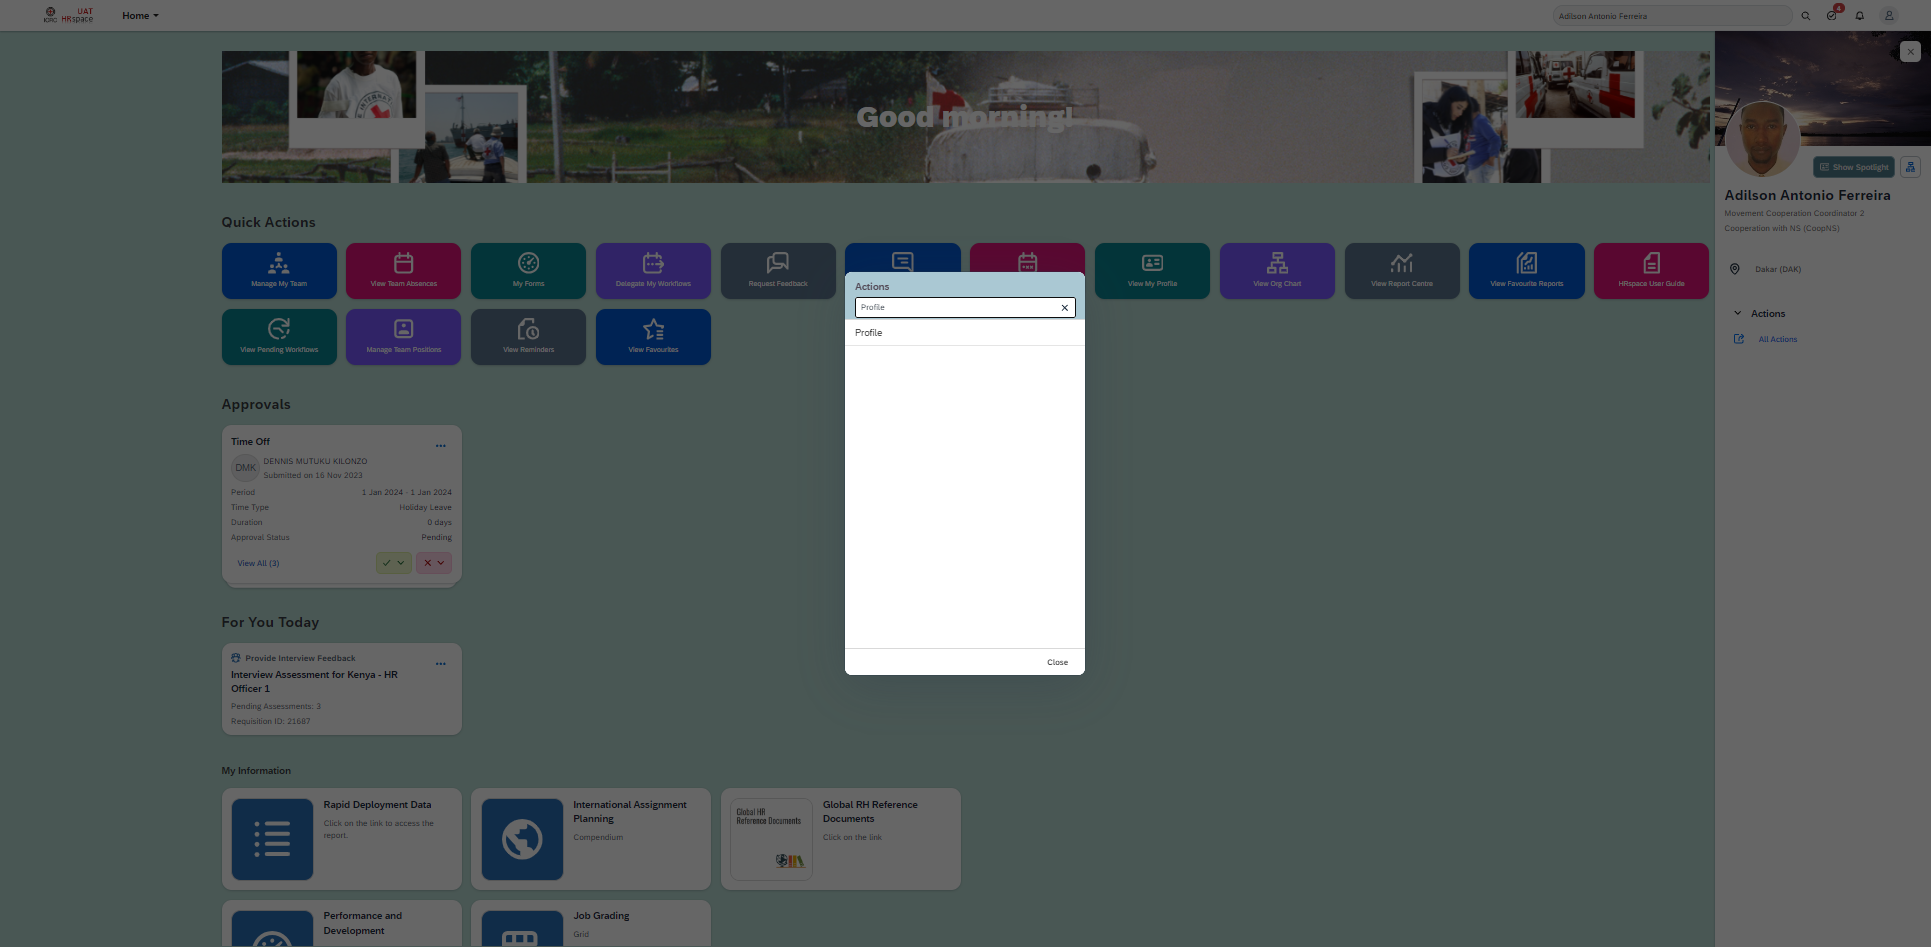 ICRC
UAT
HRspace
Home
Adilson Antonio Ferreira
4
Good morning!
Show Spotlight
Adilson Antonio Ferreira
Movement Cooperation Coordinator 2
Cooperation with NS (CoopNS)
Dakar (DAK)
Actions
All Actions
Quick Actions
Manage My Team
View Team Absences
My Forms
Delegate My Workflows
Request Feedback
View My Profile
View Org Chart
View Report Centre
View Favourite Reports
HRspace User Guide
View Pending Workflows
Manage Team Positions
View Reminders
View Favourites
Actions
Profile
Profile
Close
Approvals
Time Off
DMK
DENNIS MUTUKU KILONZO
Submitted on 16 Nov 2023
Period
1 Jan 2024 - 1 Jan 2024
Time Type
Holiday Leave
Duration
0 days
Approval Status
Pending
View All (3)
For You Today
Provide Interview Feedback
Interview Assessment for Kenya - HR
Officer 1
Pending Assessments: 3
Requisition ID: 21687
My Information
Rapid Deployment Data
Click on the link to access the
report.
International Assignment
Planning
Compendium
Global HR
Reference Documents
Global RH Reference
Documents
Click on the link
Performance and
Development
Job Grading
Grid